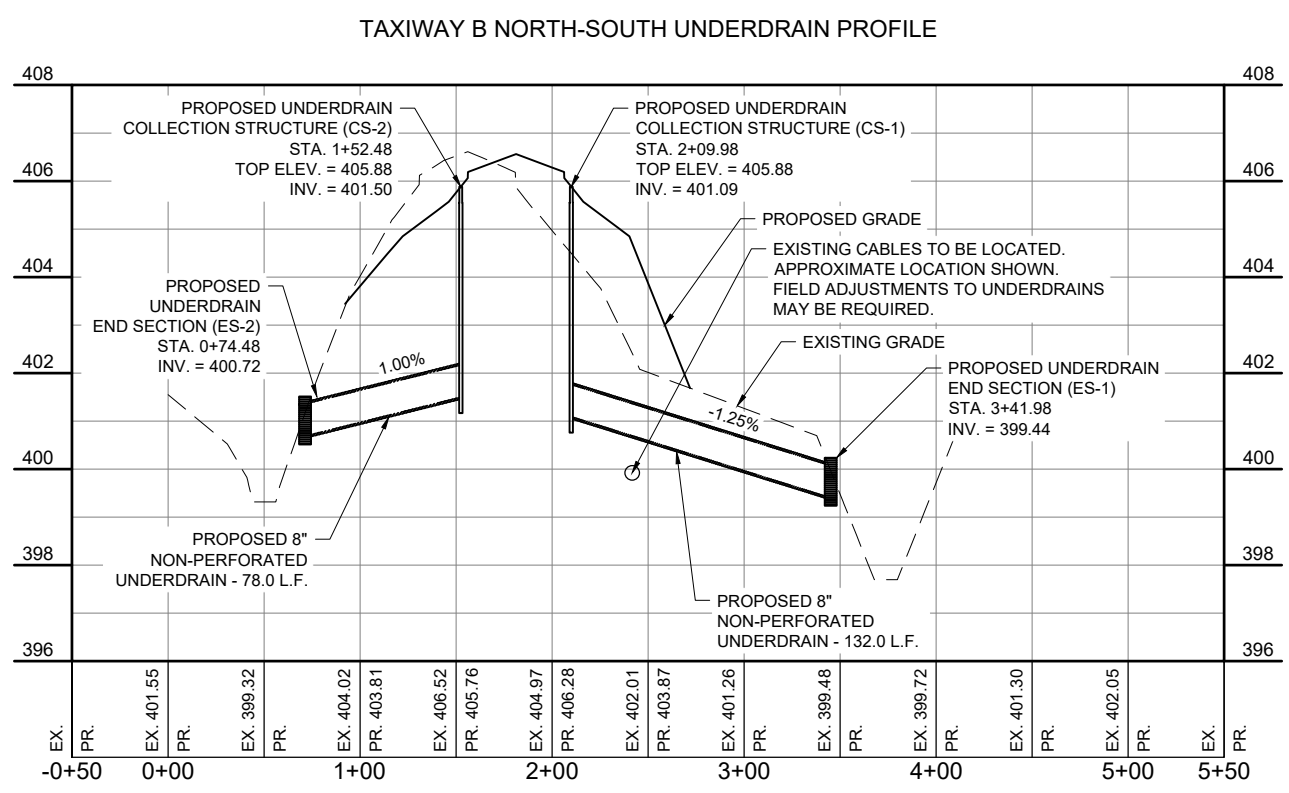 TAXIWAY B NORTH-SOUTH UNDERDRAIN PROFILE
408
408
PROPOSED UNDERDRAIN
COLLECTION STRUCTURE (CS-2)
STA. 1+52.48
TOP ELEV. = 405.88
INV. = 401.50
PROPOSED UNDERDRAIN
COLLECTION STRUCTURE (CS-1)
STA. 2+09.98
TOP ELEV. = 405.88
INV. = 401.09
406
406
PROPOSED GRADE
EXISTING CABLES TO BE LOCATED.
APPROXIMATE LOCATION SHOWN.
FIELD ADJUSTMENTS TO UNDERDRAINS
MAY BE REQUIRED.
404
404
PROPOSED
UNDERDRAIN
END SECTION (ES-2)
STA. 0+74.48
INV. = 400.72
EXISTING GRADE
402
402
1.00%
-1.25%
PROPOSED UNDERDRAIN
END SECTION (ES-1)
STA. 3+41.98
INV. = 399.44
400
400
PROPOSED 8"
NON-PERFORATED
UNDERDRAIN - 78.0 L.F.
398
398
PROPOSED 8"
NON-PERFORATED
UNDERDRAIN - 132.0 L.F.
396
396
EX.
PR.
EX. 401.55
PR.
EX. 399.32
PR.
EX. 404.02
PR. 403.81
EX. 406.52
PR. 405.76
EX. 404.97
PR. 406.28
EX. 402.01
PR. 403.87
EX. 401.26
PR.
EX. 399.48
PR.
EX. 399.72
PR.
EX. 401.30
PR.
EX. 402.05
PR.
EX.
PR.
-0+50
0+00
1+00
2+00
3+00
4+00
5+00
5+50